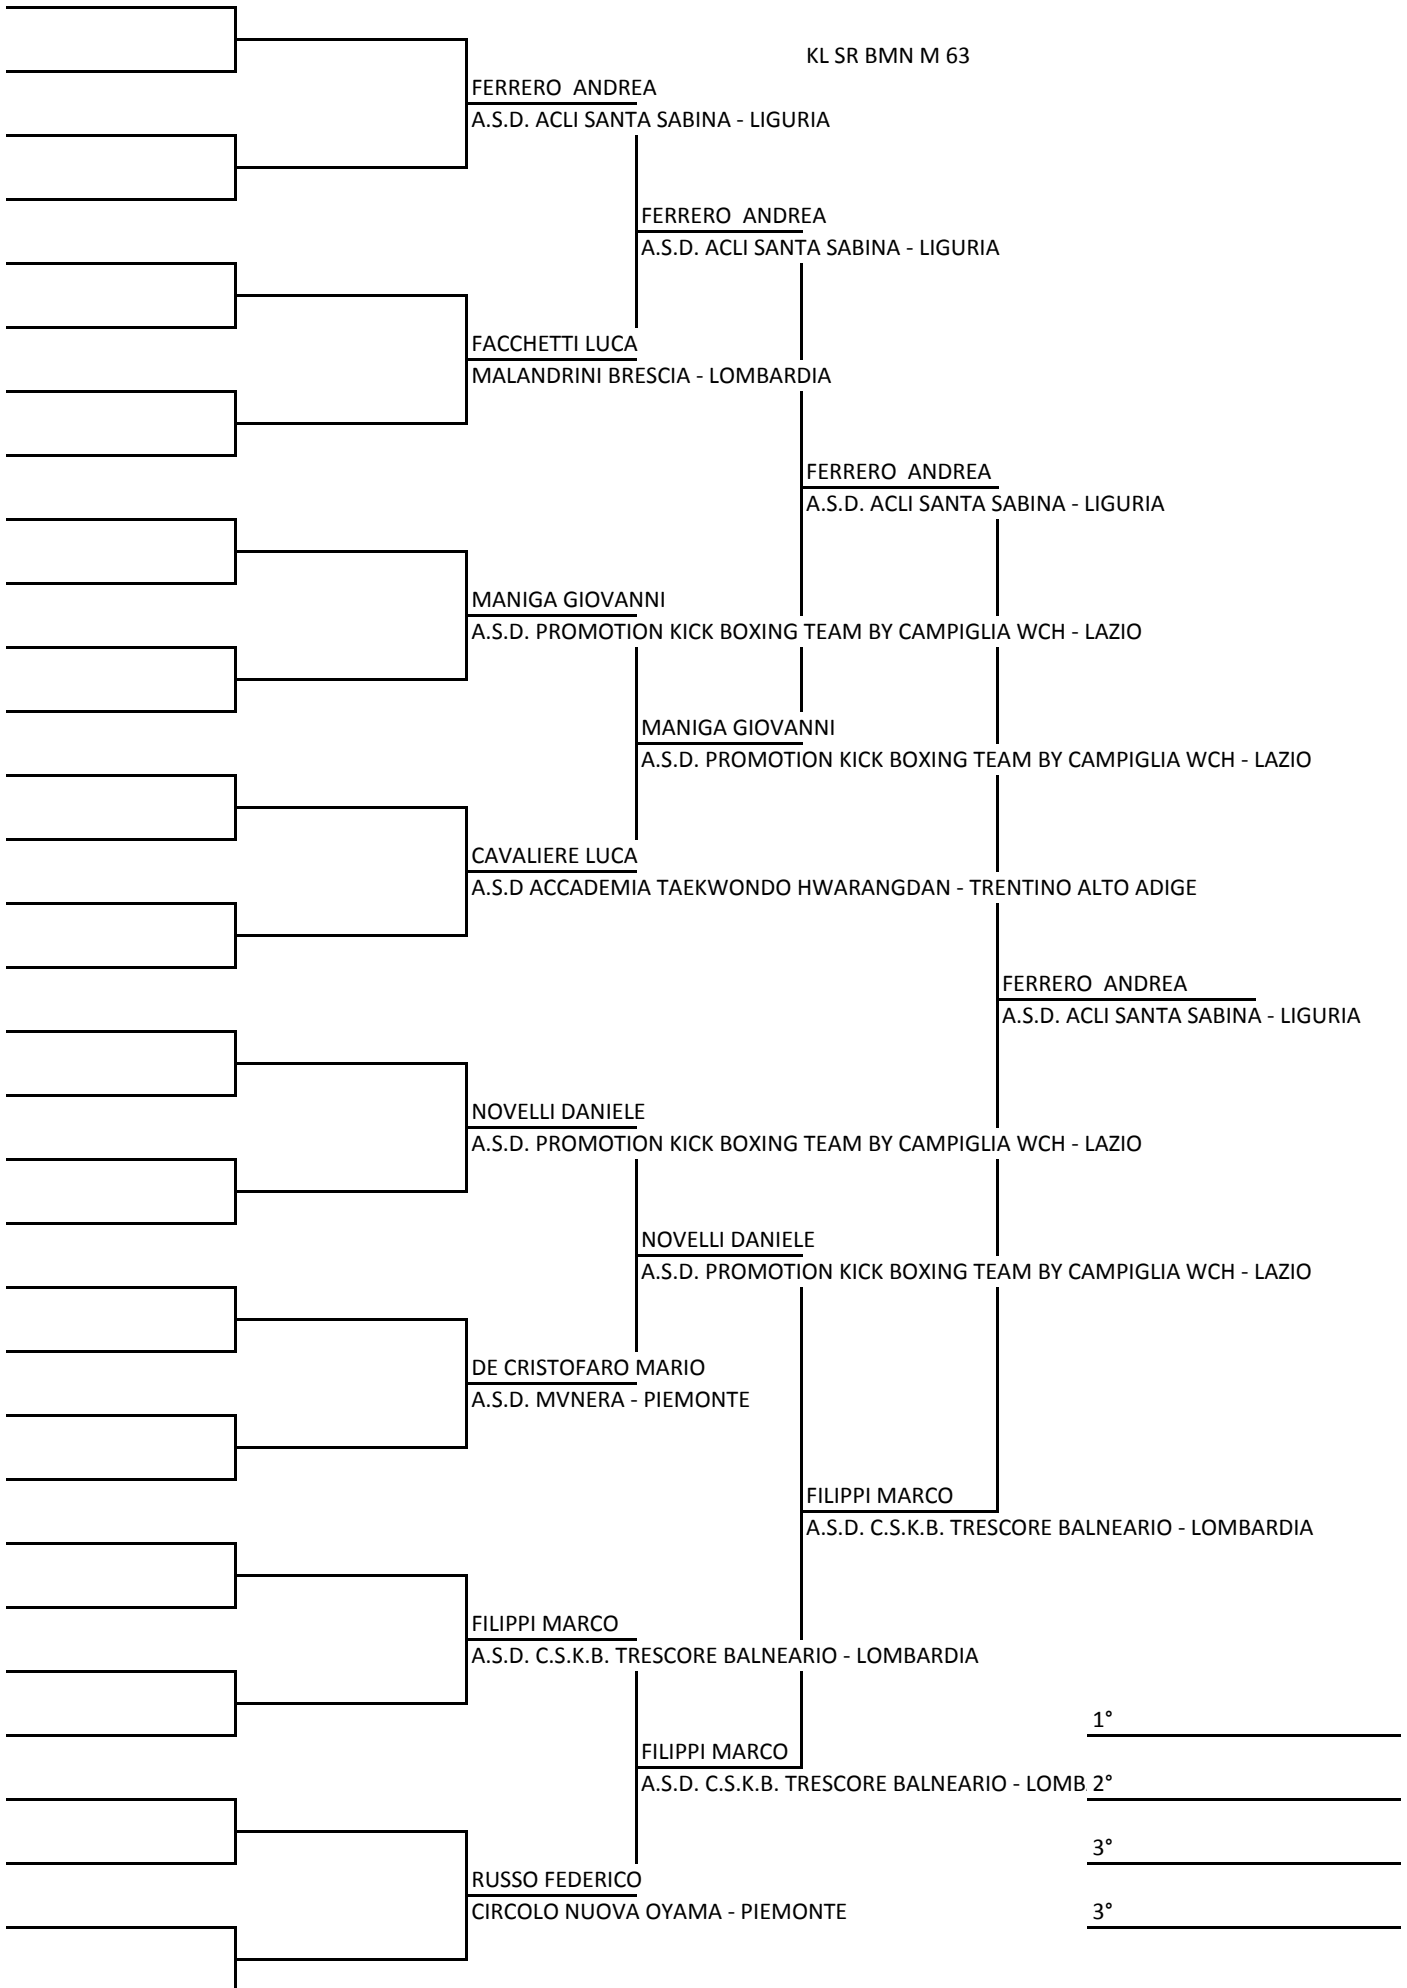 KL SR BMN M 63
FERRERO  ANDREA
A.S.D. ACLI SANTA SABINA - LIGURIA
FERRERO  ANDREA
A.S.D. ACLI SANTA SABINA - LIGURIA
FACCHETTI LUCA
MALANDRINI BRESCIA - LOMBARDIA
FERRERO  ANDREA
A.S.D. ACLI SANTA SABINA - LIGURIA
MANIGA GIOVANNI
A.S.D. PROMOTION KICK BOXING TEAM BY CAMPIGLIA WCH - LAZIO
MANIGA GIOVANNI
A.S.D. PROMOTION KICK BOXING TEAM BY CAMPIGLIA WCH - LAZIO
CAVALIERE LUCA
A.S.D ACCADEMIA TAEKWONDO HWARANGDAN - TRENTINO ALTO ADIGE
FERRERO  ANDREA
A.S.D. ACLI SANTA SABINA - LIGURIA
NOVELLI DANIELE
A.S.D. PROMOTION KICK BOXING TEAM BY CAMPIGLIA WCH - LAZIO
NOVELLI DANIELE
A.S.D. PROMOTION KICK BOXING TEAM BY CAMPIGLIA WCH - LAZIO
DE CRISTOFARO MARIO
A.S.D. MVNERA - PIEMONTE
FILIPPI MARCO
A.S.D. C.S.K.B. TRESCORE BALNEARIO - LOMBARDIA
FILIPPI MARCO
A.S.D. C.S.K.B. TRESCORE BALNEARIO - LOMBARDIA
1°
FILIPPI MARCO
A.S.D. C.S.K.B. TRESCORE BALNEARIO - LOMB
2°
3°
RUSSO FEDERICO
CIRCOLO NUOVA OYAMA - PIEMONTE
3°